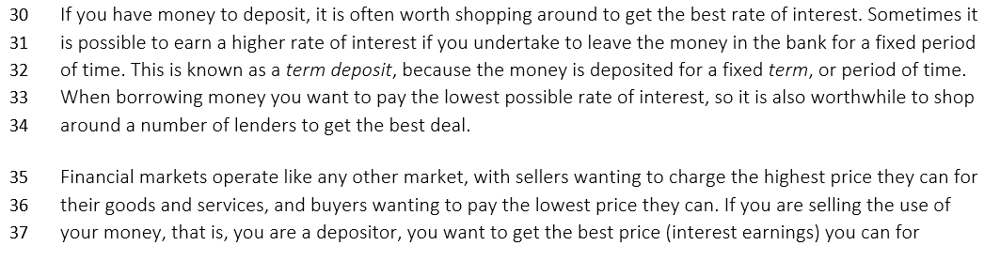 30 If you have money to deposit, it is often worth shopping around to get the best rate of interest. Sometimes it
31 is possible to earn a higher rate of interest if you undertake to leave the money in the bank for a fixed period
32 of time. This is known as a term deposit, because the money is deposited for a fixed term, or period of time.
33 When borrowing money you want to pay the lowest possible rate of interest, so it is also worthwhile to shop
34 around a number of lenders to get the best deal.
35 Financial markets operate like any other market, with sellers wanting to charge the highest price they can for
36 their goods and services, and buyers wanting to pay the lowest price they can. If you are selling the use of
37 your money, that is, you are a depositor, you want to get the best price (interest earnings) you can for